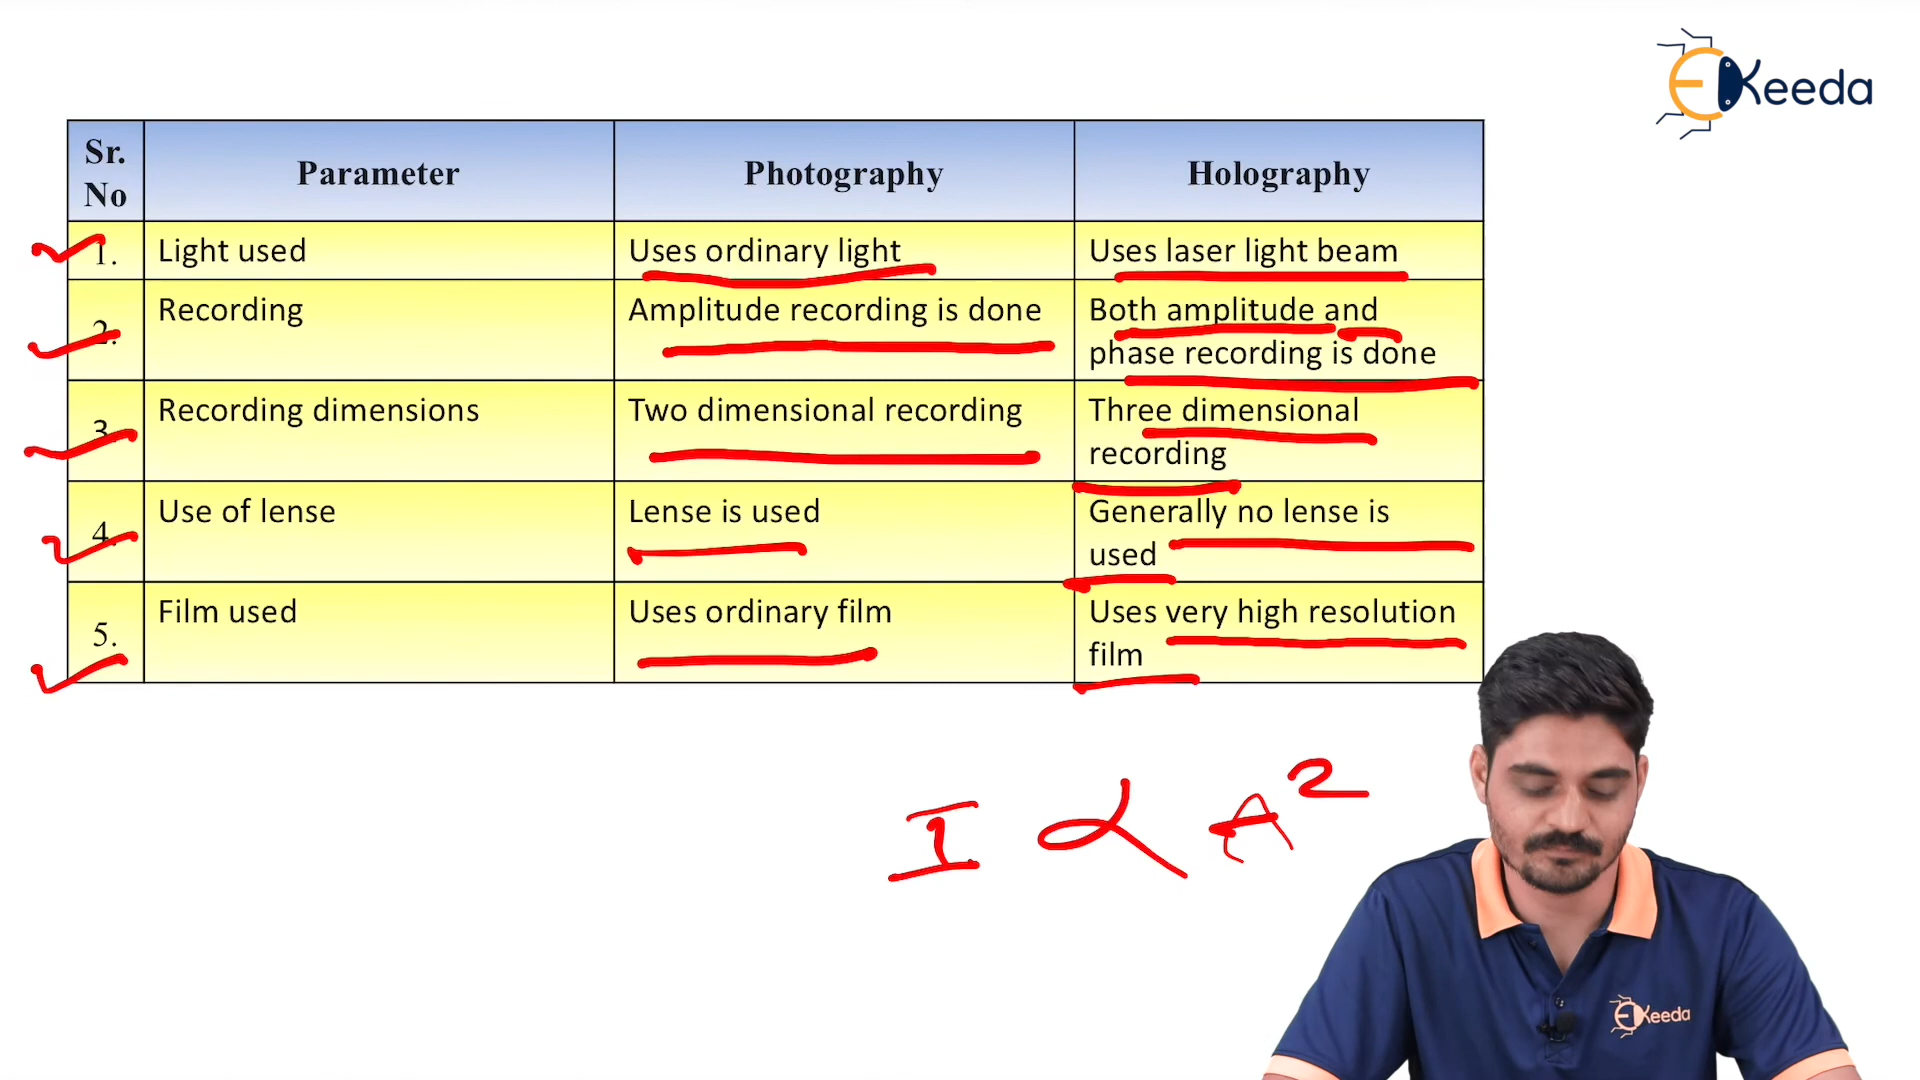 EKeeda
Sr. No Parameter Photography Holography
1. Light used Uses ordinary light Uses laser light beam
2. Recording Amplitude recording is done Both amplitude and phase recording is done
3. Recording dimensions Two dimensional recording Three dimensional recording
4. Use of lense Lense is used Generally no lense is used
5. Film used Uses ordinary film Uses very high resolution film
I ∝ A²
EKeeda